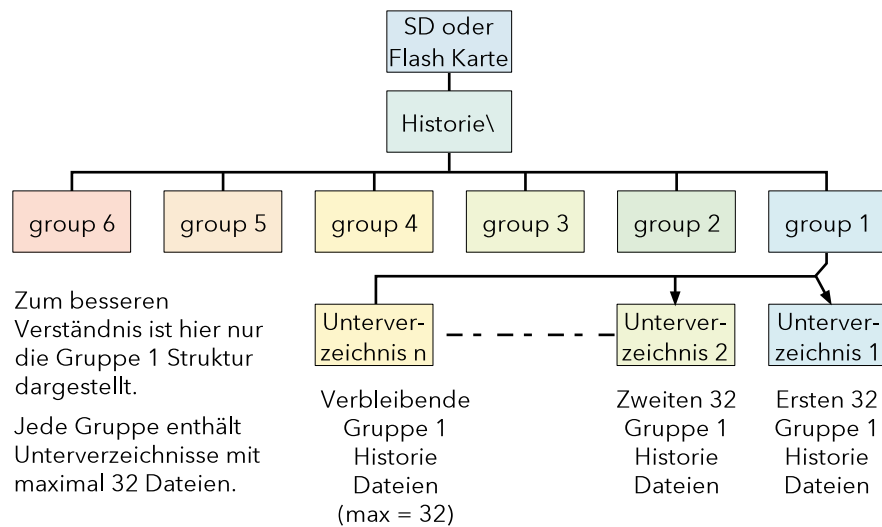 SD oder
Flash Karte
Historie\
group 6
group 5
group 4
group 3
group 2
group 1
Zum besseren
Verständnis ist hier nur
die Gruppe 1 Struktur
dargestellt.
Jede Gruppe enthält
Unterverzeichnisse mit
maximal 32 Dateien.
Unterver-
zeichnis n
Unterver-
zeichnis 2
Unterver-
zeichnis 1
Verbleibende
Gruppe 1
Historie
Dateien
(max = 32)
Zweiten 32
Gruppe 1
Historie
Dateien
Ersten 32
Gruppe 1
Historie
Dateien